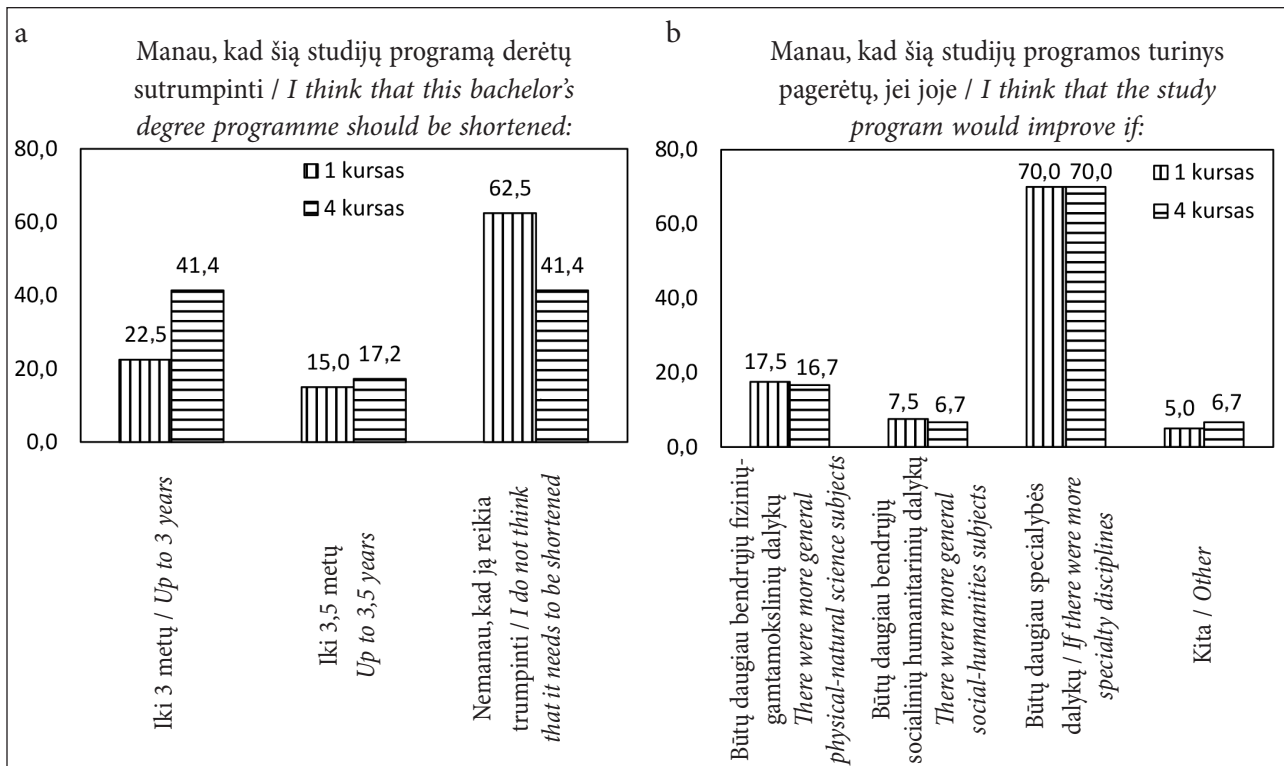 a
Manau, kad šią studijų programą derėtų
sutrumpinti / I think that this bachelor's
degree programme should be shortened:
80,0
60,0
40,0
20,0
0,0
1 kursas
4 kursas
22,5
41,4
15,0
17,2
62,5
41,4
Iki 3 metų / Up to 3 years
Iki 3,5 metų
Up to 3,5 years
Nemanau, kad ją reikia
trumpinti / I do not think
that it needs to be shortened
b
Manau, kad šią studijų programos turinys
pagerėtų, jei joje / I think that the study
program would improve if:
80,0
60,0
40,0
20,0
0,0
1 kursas
4 kursas
17,5
16,7
7,5
6,7
70,0
70,0
5,0
6,7
Būtų daugiau bendrųjų fizinių-
gamtamokslinių dalykų
There were more general
physical-natural science subjects
Būtų daugiau bendrųjų
socialinių humanitarinių dalykų
There were more general
social-humanities subjects
Būtų daugiau specialybės
dalykų / If there were more
specialty disciplines
Kita / Other